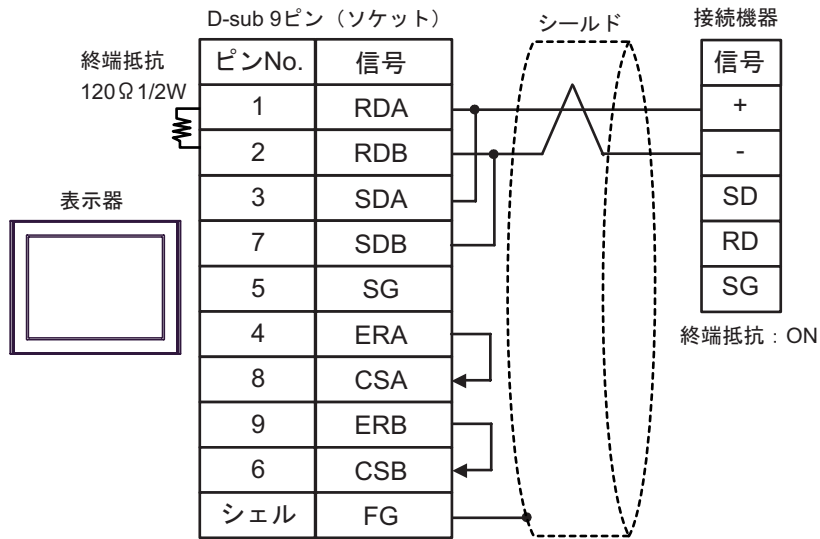 D-sub 9ピン（ソケット）
シールド
接続機器
終端抵抗
120Ω1/2W
ピンNo. 信号
1 RDA
2 RDB
3 SDA
7 SDB
5 SG
4 ERA
8 CSA
9 ERB
6 CSB
シェル FG
表示器
信号
+
-
SD
RD
SG
終端抵抗：ON